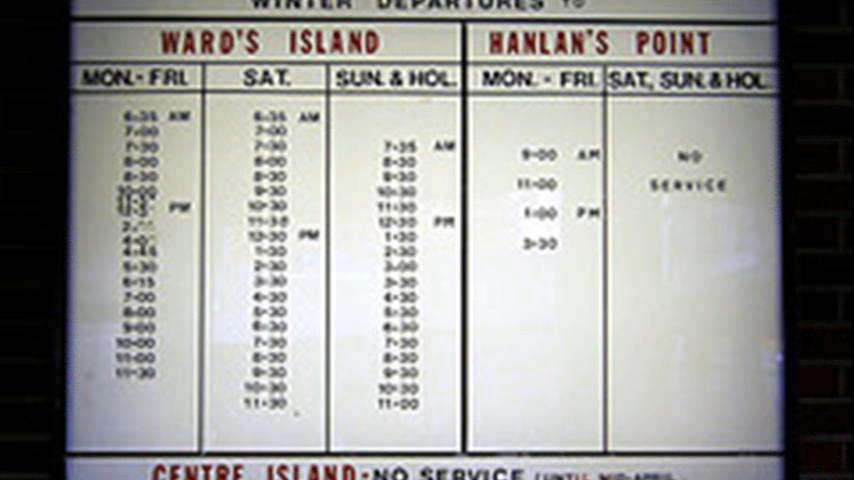 WINTER DEPARTURES TO
WARD'S ISLAND HANLAN'S POINT
MON.- FRI. SAT. SUN. & HOL. MON. - FRI. SAT., SUN. & HOL.
6-35 AM 6-35 AM
7-00 7-00
7-30 7-30 7-35 AM
8-00 8-00 8-30 9-00 AM NO
8-30 8-30 9-30
10-00 9-30 10-30 11-00 SERVICE
10-30 11-30
PM 11-30 12-30 PM 1-00 PM
12-30 PM 1-30
4-45 1-30 2-30 3-30
5-30 2-30 3-00
6-15 3-30 3-30
7-00 4-30 4-30
8-00 5-30 5-30
9-00 6-30 6-30
10-00 7-30 7-30
11-00 8-30 8-30
11-30 9-30 9-30
10-30 10-30
11-30 11-00
CENTRE ISLAND-NO SERVICE (UNTIL MID-APRIL